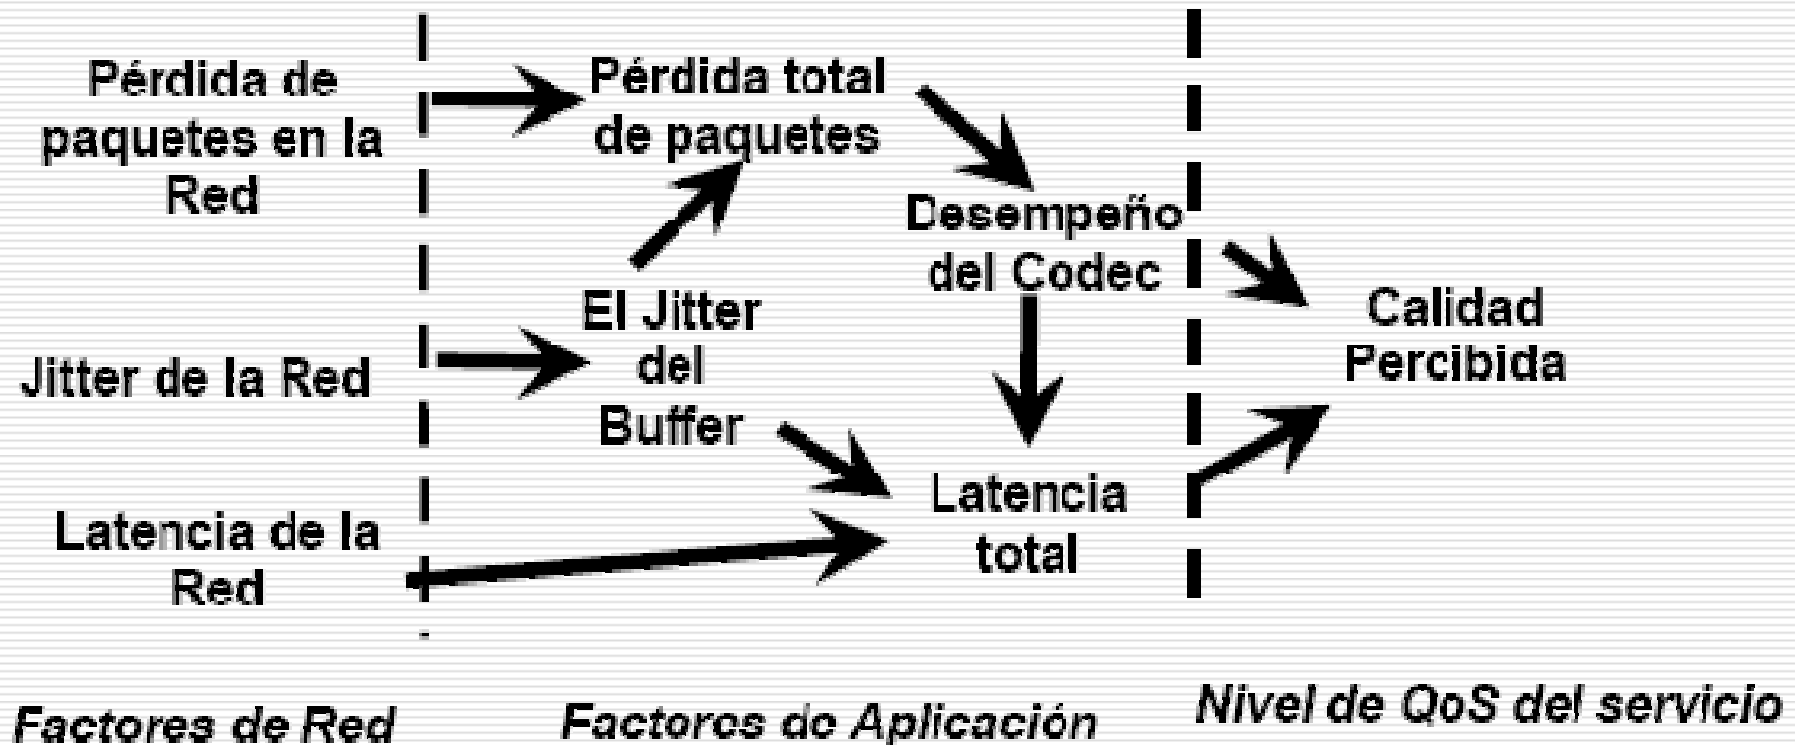 Pérdida de
paquetes en la
Red
Pérdida total
de paquetes
Desempeño
del Codec
El Jitter
del
Buffer
Jitter de la Red
Calidad
Percibida
Latencia de la
Red
Latencia
total
Factores de Red
Factores de Aplicación
Nivel de QoS del servicio